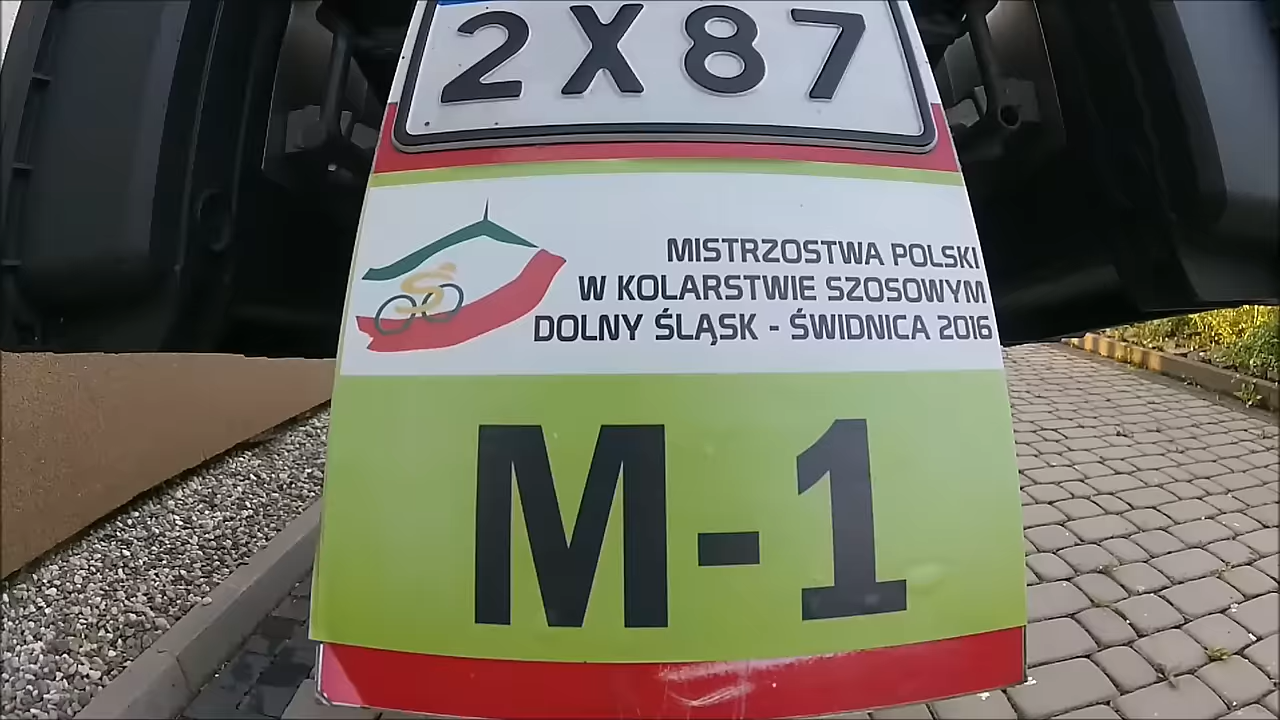 2X87
MISTRZOSTWA POLSKI
W KOLARSTWIE SZOSOWYM
DOLNY ŚLĄSK - ŚWIDNICA 2016
M-1